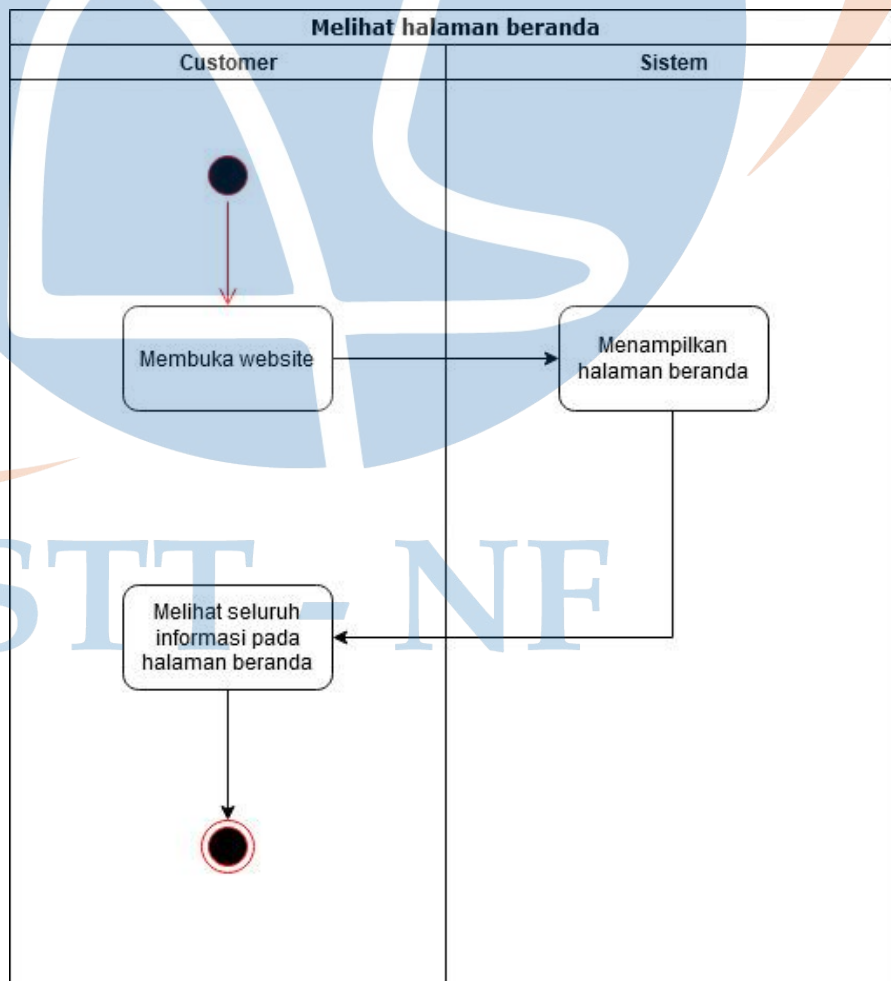 Melihat halaman beranda
Customer
Sistem
Membuka website
Menampilkan
halaman beranda
STT - NF
Melihat seluruh
informasi pada
halaman beranda